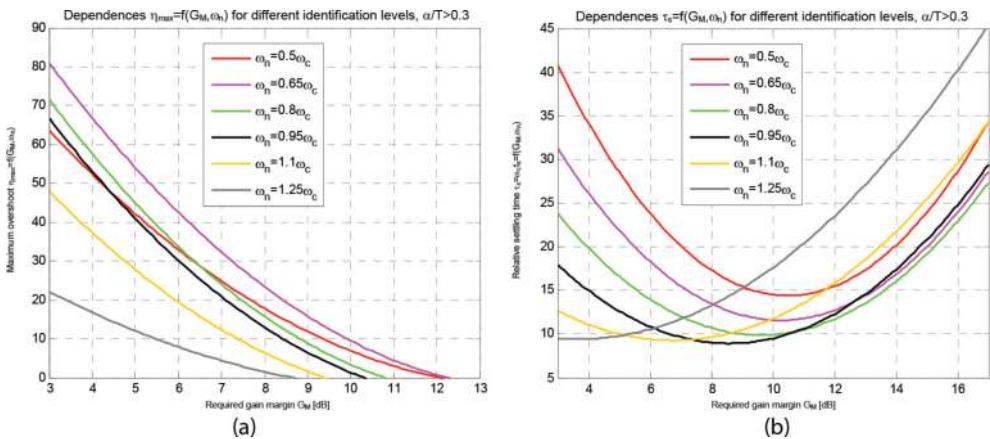 Dependences ηmax=f(GM,ωn) for different identification levels, α/T>0.3
Maximum overshoot ηmax=f(GM,ωn)
90
80
70
60
50
40
30
20
10
0
ωn=0.5ωc
ωn=0.65ωc
ωn=0.8ωc
ωn=0.95ωc
ωn=1.1ωc
ωn=1.25ωc
3 4 5 6 7 8 9 10 11 12 13
Required gain margin GM [dB]
(a)
Dependences τs=f(GM,ωn) for different identification levels, α/T>0.3
Relative settling time τs=ωnts=f(GM,ωn)
45
40
35
30
25
20
15
10
5
ωn=0.5ωc
ωn=0.65ωc
ωn=0.8ωc
ωn=0.95ωc
ωn=1.1ωc
ωn=1.25ωc
4 6 8 10 12 14 16
Required gain margin GM [dB]
(b)